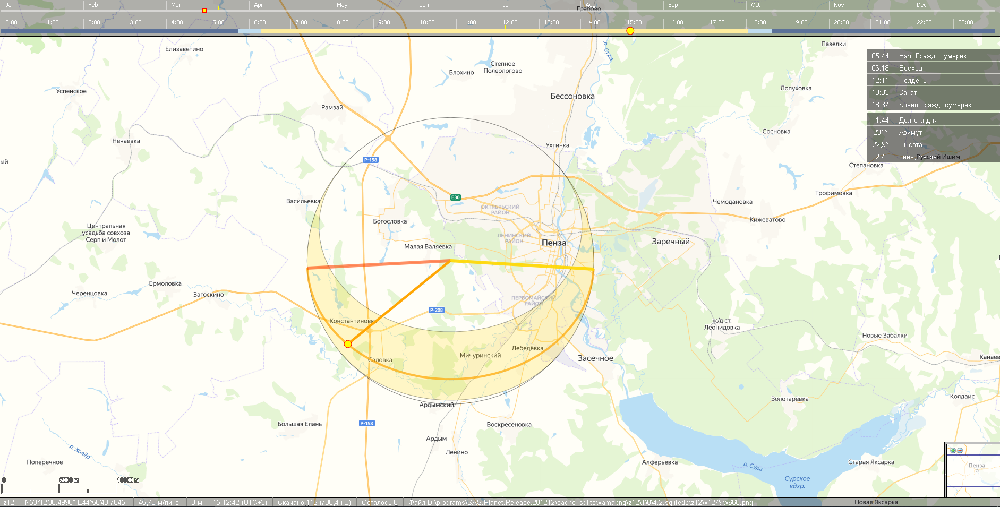 Jan Feb Mar Apr May Jun Jul Aug Sep Oct Nov Dec
Грабово
0:00 1:00 2:00 3:00 4:00 5:00 6:00 7:00 8:00 9:00 10:00 11:00 12:00 13:00 14:00 15:00 16:00 17:00 18:00 19:00 20:00 21:00 22:00 23:00
Елизаветино
р. Сура
Пазелки
05:44 Нач. Гражд. сумерек
06:18 Восход
12:11 Полдень
18:03 Закат
18:37 Конец Гражд. сумерек
11:44 Долгота дня
231° Азимут
22,9° Высота
2,4 Тень, метры
Ишим
Степное
Полеологово
Блохино
Успенское
Лопуховка
Бессоновка
Рамзай
Сосновка
Нечаевка
Ухтинка
ый
Р-158
Степановка
Е30
Трофимовка
Васильевка
Чемодановка
ОКТЯБРЬСКИЙ
РАЙОН
Богословка
Кижеватово
Центральная
усадьба совхоза
Серп и Молот
ЛЕНИНСКИЙ
РАЙОН
Пенза
Заречный
Малая Валяевка
Ермоловка
Черенцовка
Загоскино
ПЕРВОМАЙСКИЙ
РАЙОН
Р-208
Константиновка
ж/д ст.
Леонидовка
Новые Забалки
Лебедёвка
Мичуринский
Засечное
Канаев
Саловка
Колдаис
Золотарёвка
Ардымский
Р-158
Большая Елань
Воскресеновка
Ардым
Ленино
р. Хопёр
Поперечное
Алферьевка
р. Сура
Старая Яксарка
Пенза
Сурское
вдхр.
0 5000 м 10000 м
z12 N53°12'36.4990" E44°56'43.7845" 45,78 м/пикс. 0 м 15:12:42 (UTC+3) Скачано 112 (708,4 кБ) Осталось 0 Файл D:\programs\SAS.Planet.Release.201212\cache_sqlite\yamapng\z12\1\0\4.2.sqlitedb\z12\x1279\y666.png
Новая Яксарка